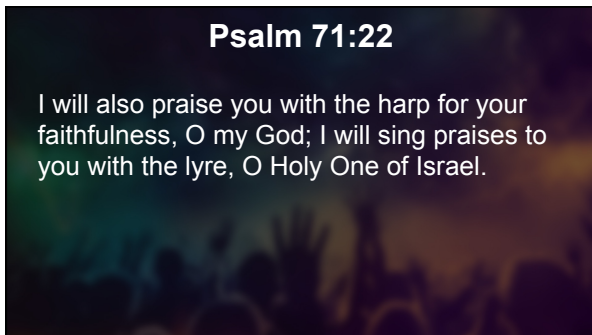 Psalm 71:22
I will also praise you with the harp for your
faithfulness, O my God; I will sing praises to
you with the lyre, O Holy One of Israel.